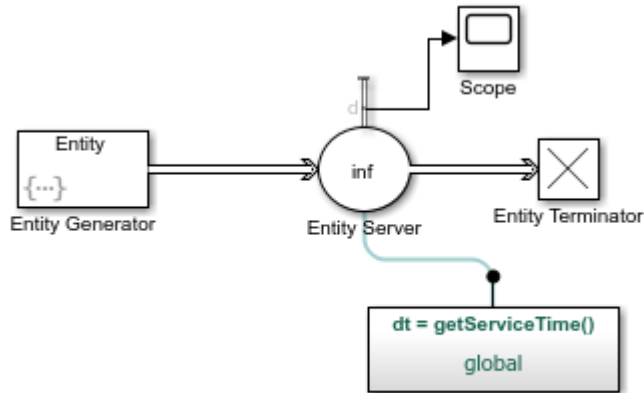 Scope
d
Entity
{...}
inf
Entity Generator
Entity Server
Entity Terminator
dt = getServiceTime()
global